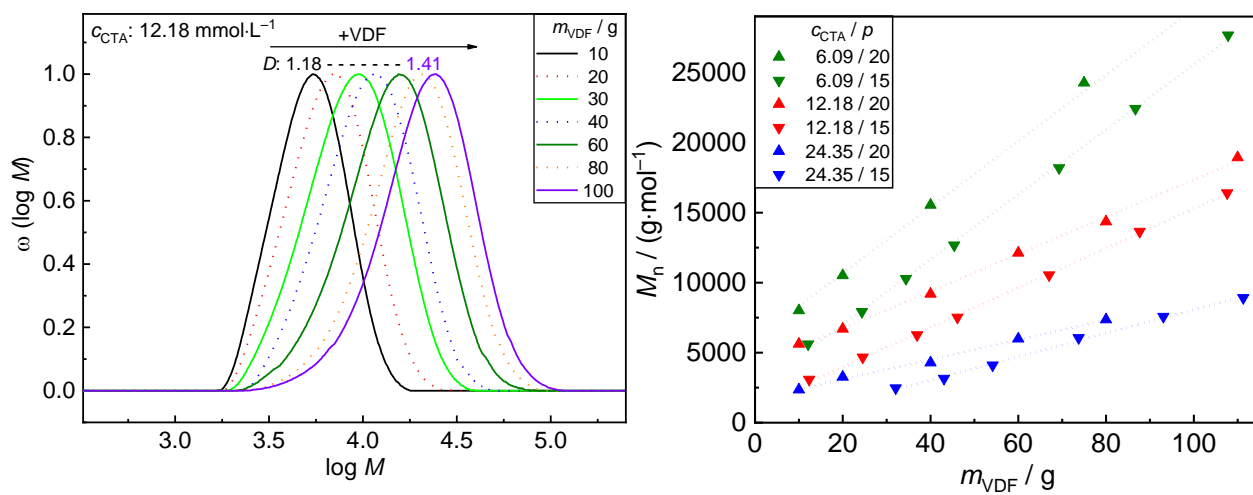 c_CTA: 12.18 mmol·L⁻¹
+VDF
Đ: 1.18
1.41
m_VDF / g
10
20
30
40
60
80
100
1.0
0.8
0.6
0.4
0.2
0.0
ω (log M)
3.0 3.5 4.0 4.5 5.0
log M
c_CTA / p
6.09 / 20
6.09 / 15
12.18 / 20
12.18 / 15
24.35 / 20
24.35 / 15
25000
20000
15000
10000
5000
0
M_n / (g·mol⁻¹)
0 20 40 60 80 100
m_VDF / g